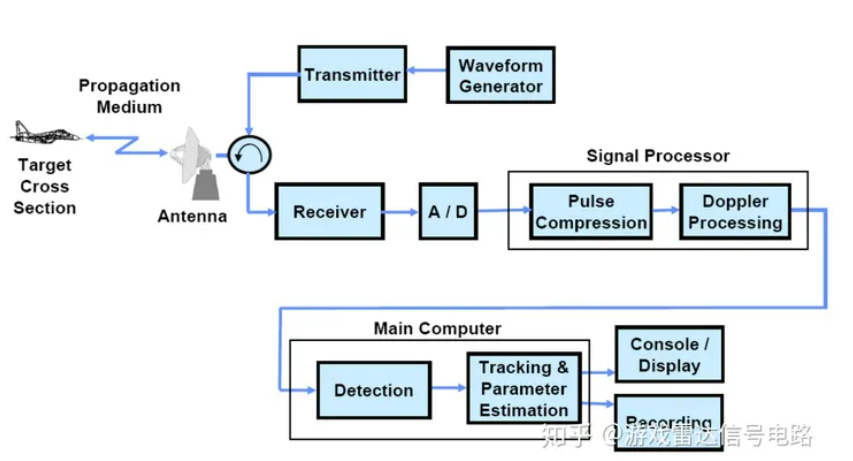 Transmitter
Waveform
Generator
Propagation
Medium
Target
Cross
Section
Antenna
Receiver
A / D
Signal Processor
Pulse
Compression
Doppler
Processing
Main Computer
Detection
Tracking &
Parameter
Estimation
Console /
Display
Recording
知乎 @游戏雷达信号电路